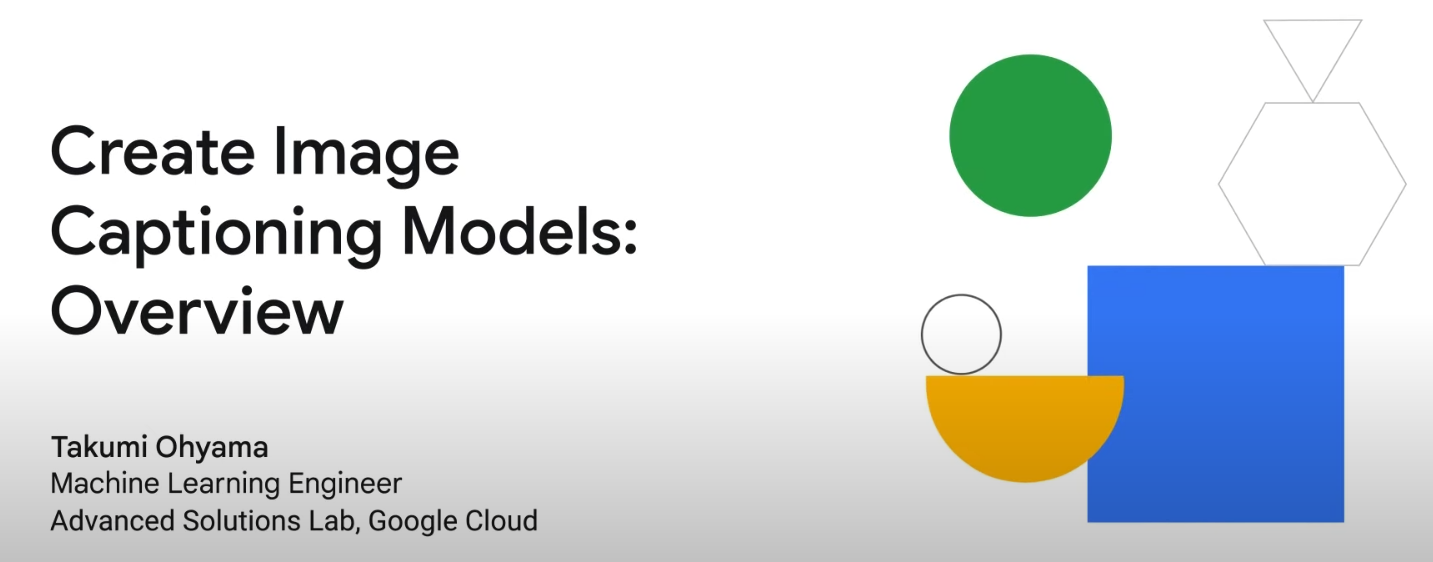 Create Image
Captioning Models:
Overview
Takumi Ohyama
Machine Learning Engineer
Advanced Solutions Lab, Google Cloud